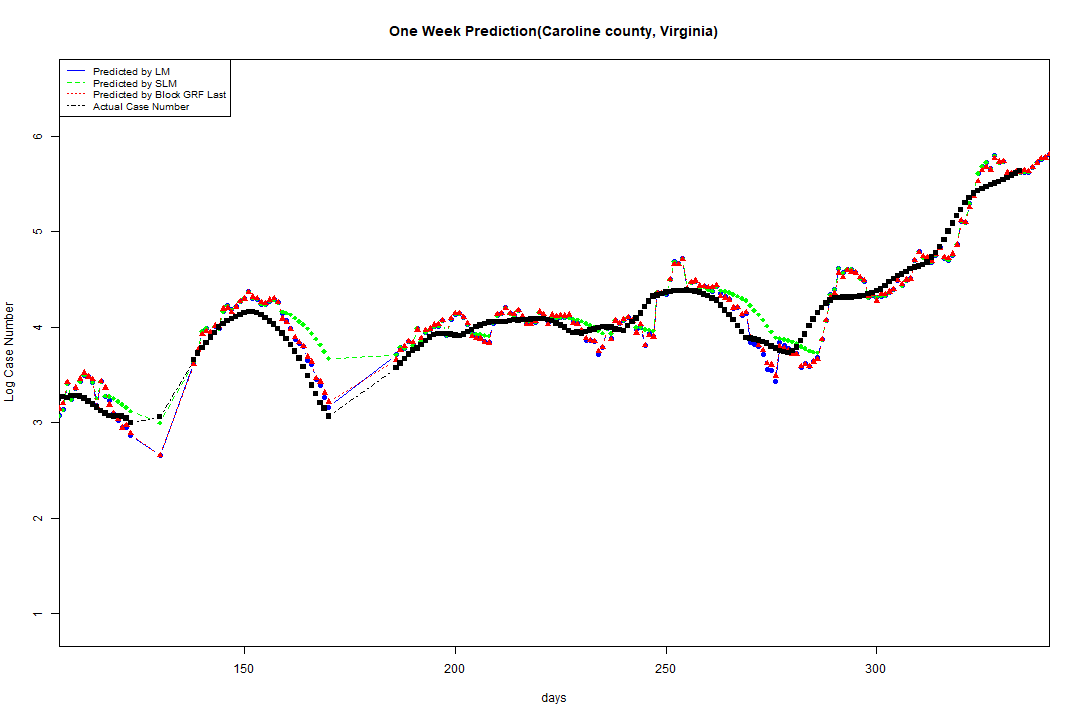 One Week Prediction(Caroline county, Virginia)
Predicted by LM
Predicted by SLM
Predicted by Block GRF Last
Actual Case Number
Log Case Number
6
5
4
3
2
1
150 200 250 300
days